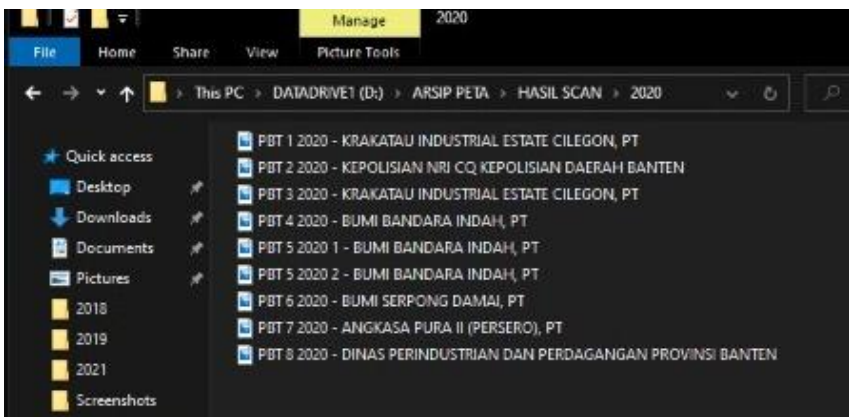 Manage 2020
File Home Share View Picture Tools
This PC > DATADRIVE1 (D:) > ARSIP PETA > HASIL SCAN > 2020
Quick access
Desktop
Downloads
Documents
Pictures
2018
2019
2021
Screenshots
PBT 1 2020 - KRAKATAU INDUSTRIAL ESTATE CILEGON, PT
PBT 2 2020 - KEPOLISIAN NRI CQ KEPOLISIAN DAERAH BANTEN
PBT 3 2020 - KRAKATAU INDUSTRIAL ESTATE CILEGON, PT
PBT 4 2020 - BUMI BANDARA INDAH, PT
PBT 5 2020 1 - BUMI BANDARA INDAH, PT
PBT 5 2020 2 - BUMI BANDARA INDAH, PT
PBT 6 2020 - BUMI SERPONG DAMAI, PT
PBT 7 2020 - ANGKASA PURA II (PERSERO), PT
PBT 8 2020 - DINAS PERINDUSTRIAN DAN PERDAGANGAN PROVINSI BANTEN